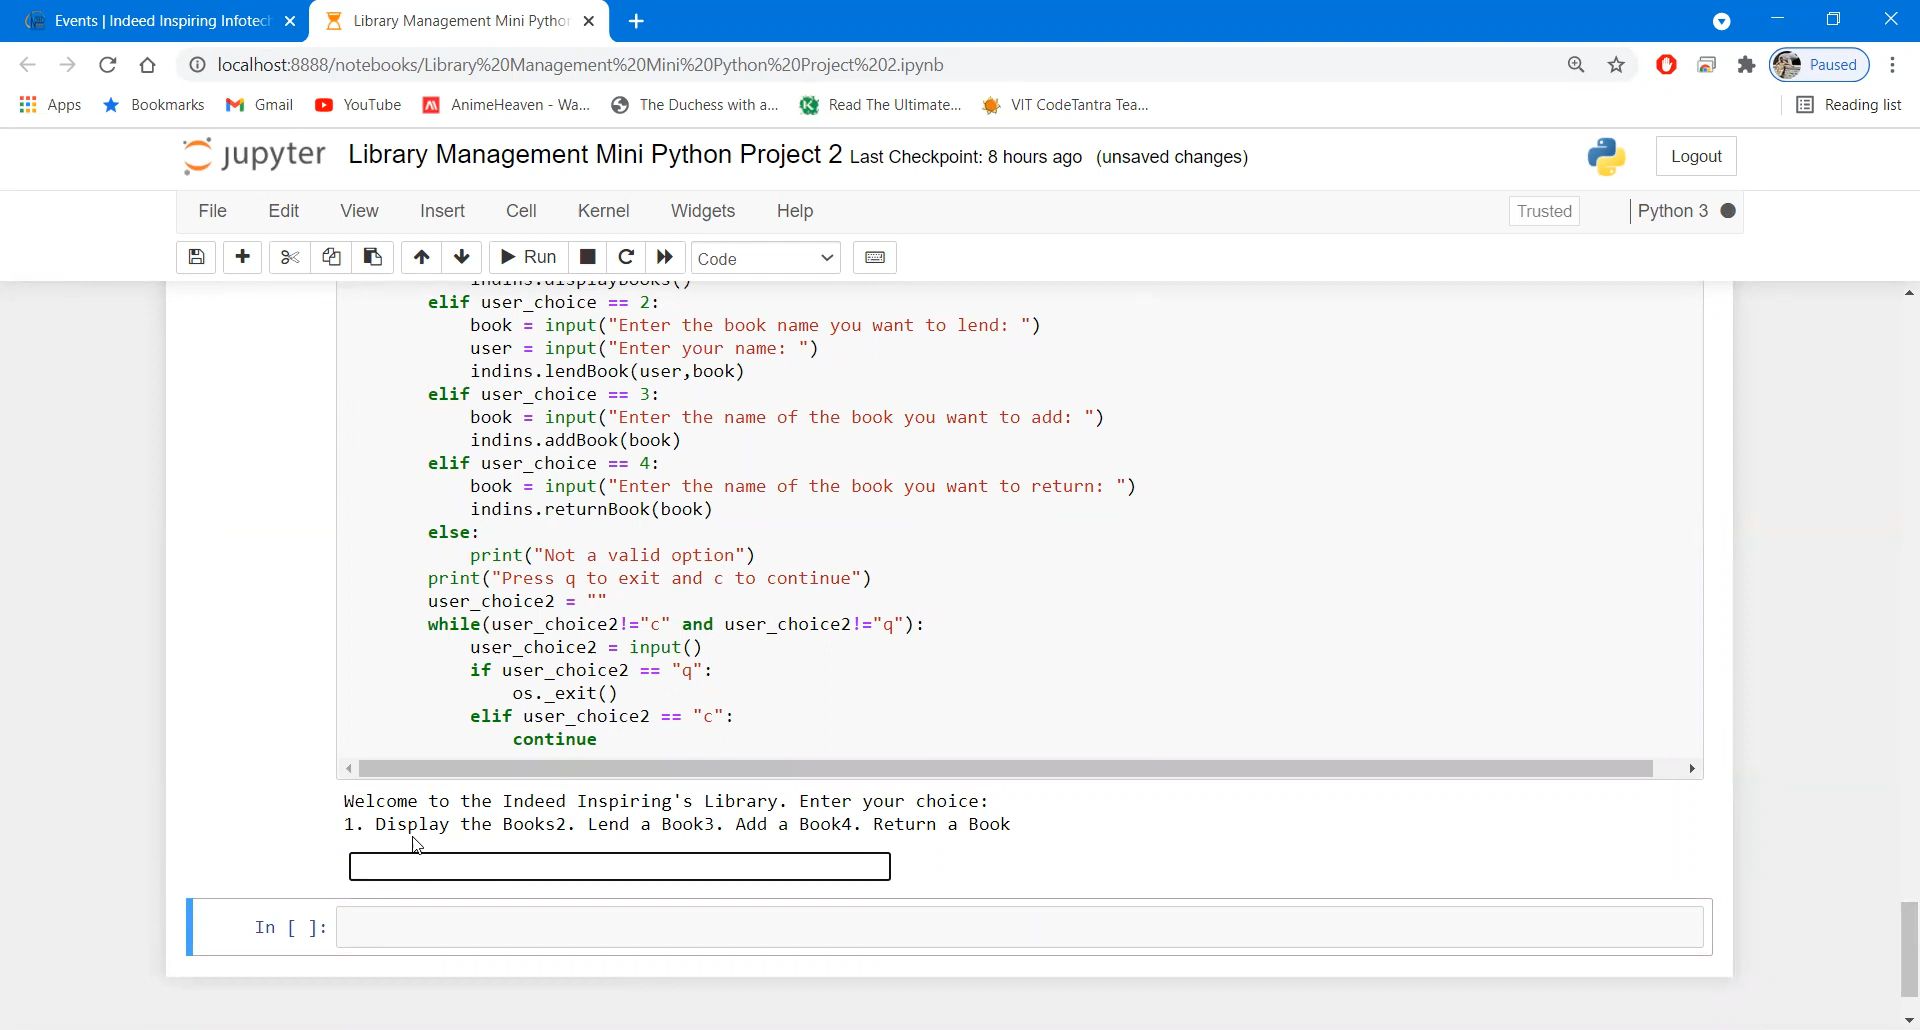 Events | Indeed Inspiring Infotech
Library Management Mini Python
localhost:8888/notebooks/Library%20Management%20Mini%20Python%20Project%202.ipynb
Paused
Apps
Bookmarks
Gmail
YouTube
AnimeHeaven - Wa...
The Duchess with a...
Read The Ultimate...
VIT CodeTantra Tea...
Reading list
jupyter Library Management Mini Python Project 2 Last Checkpoint: 8 hours ago (unsaved changes)
Logout
File Edit View Insert Cell Kernel Widgets Help
Trusted
Python 3
Run
Code
indins.displayBooks()
elif user_choice == 2:
book = input("Enter the book name you want to lend: ")
user = input("Enter your name: ")
indins.lendBook(user,book)
elif user_choice == 3:
book = input("Enter the name of the book you want to add: ")
indins.addBook(book)
elif user_choice == 4:
book = input("Enter the name of the book you want to return: ")
indins.returnBook(book)
else:
print("Not a valid option")
print("Press q to exit and c to continue")
user_choice2 = ""
while(user_choice2!="c" and user_choice2!="q"):
user_choice2 = input()
if user_choice2 == "q":
os._exit()
elif user_choice2 == "c":
continue
Welcome to the Indeed Inspiring's Library. Enter your choice:
1. Display the Books2. Lend a Book3. Add a Book4. Return a Book
In [ ]: